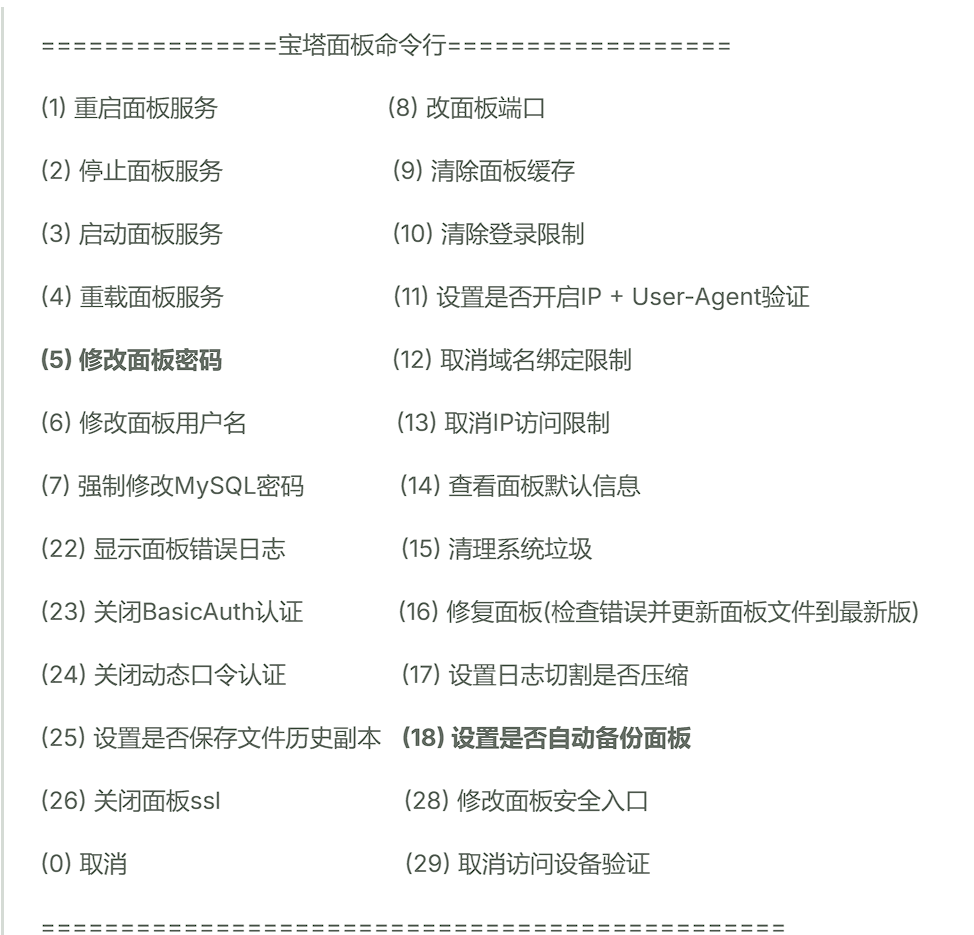 ===============宝塔面板命令行==================
(1) 重启面板服务 (8) 改面板端口
(2) 停止面板服务 (9) 清除面板缓存
(3) 启动面板服务 (10) 清除登录限制
(4) 重载面板服务 (11) 设置是否开启IP + User-Agent验证
(5) 修改面板密码 (12) 取消域名绑定限制
(6) 修改面板用户名 (13) 取消IP访问限制
(7) 强制修改MySQL密码 (14) 查看面板默认信息
(22) 显示面板错误日志 (15) 清理系统垃圾
(23) 关闭BasicAuth认证 (16) 修复面板(检查错误并更新面板文件到最新版)
(24) 关闭动态口令认证 (17) 设置日志切割是否压缩
(25) 设置是否保存文件历史副本 (18) 设置是否自动备份面板
(26) 关闭面板ssl (28) 修改面板安全入口
(0) 取消 (29) 取消访问设备验证
===============================================